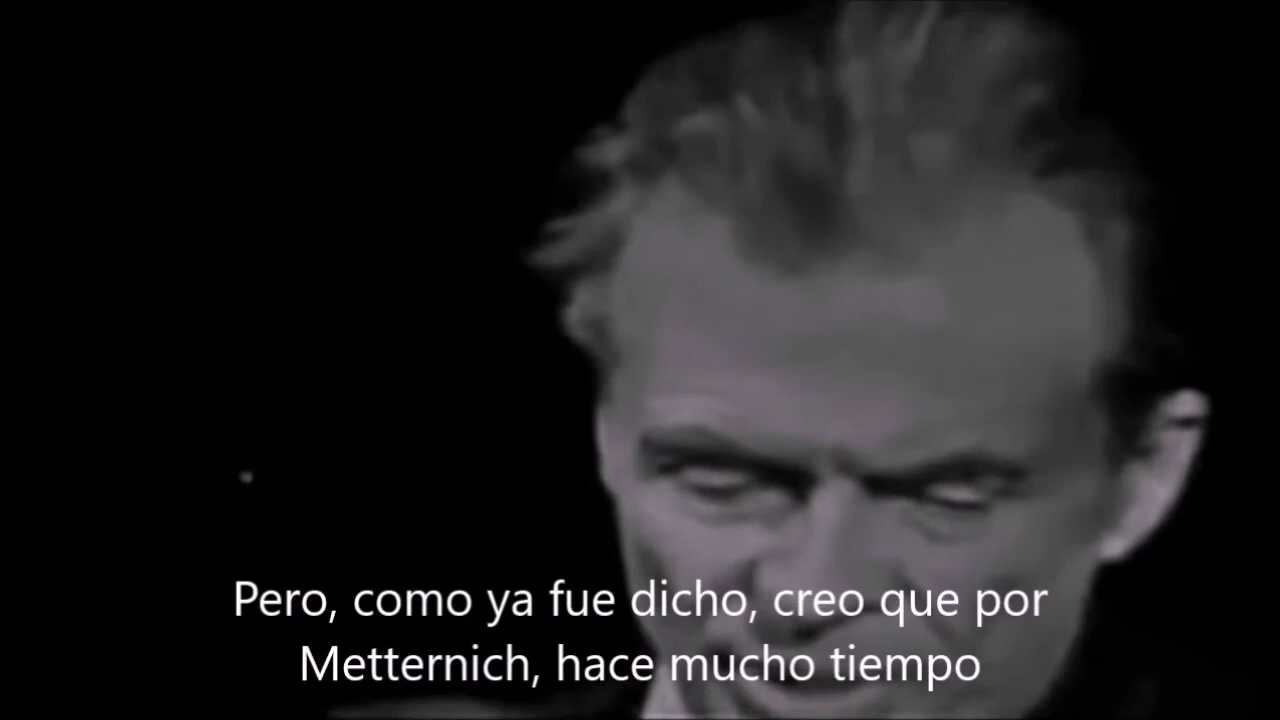 Pero, como ya fue dicho, creo que por
Metternich, hace mucho tiempo